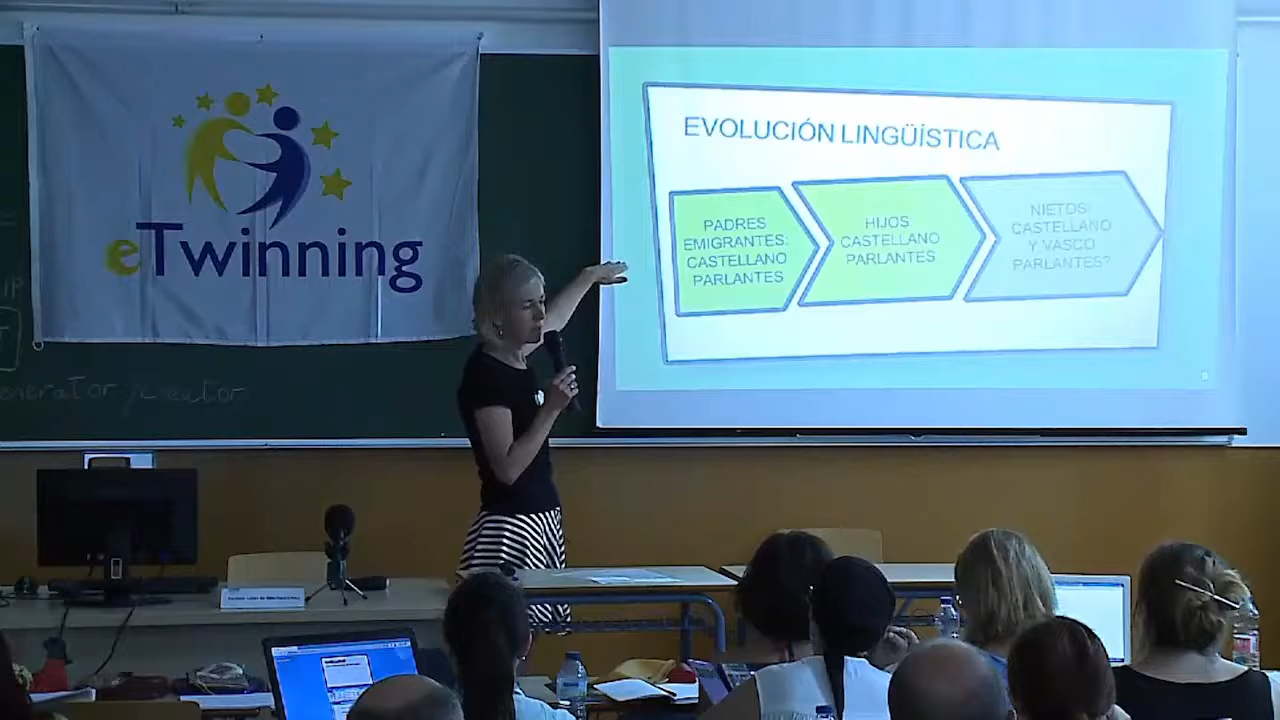 eTwinning
EVOLUCIÓN LINGÜÍSTICA
PADRES
EMIGRANTES:
CASTELLANO
PARLANTES
HIJOS
CASTELLANO
PARLANTES
NIETOS:
CASTELLANO
Y VASCO
PARLANTES?